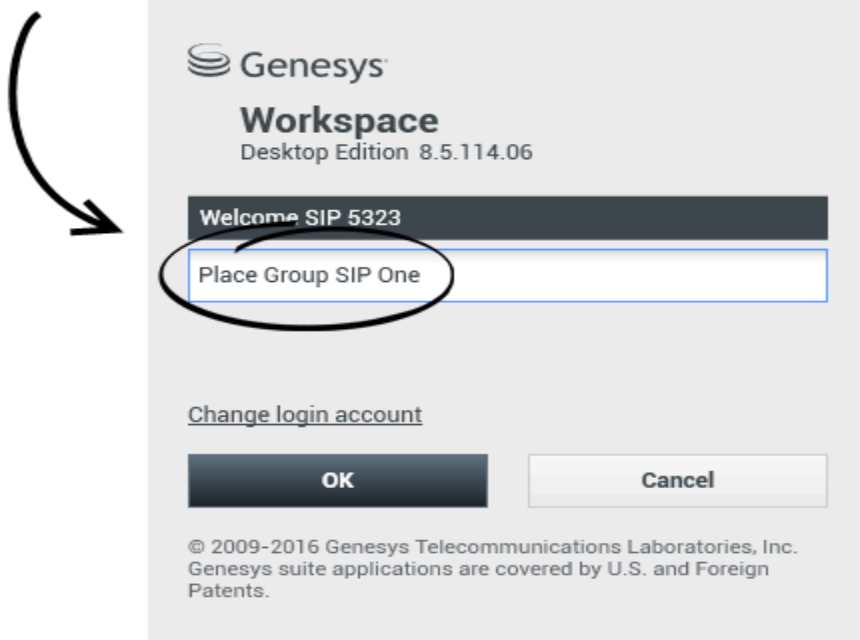 Genesys
Workspace
Desktop Edition 8.5.114.06
Welcome SIP 5323
Place Group SIP One
Change login account
OK
Cancel
© 2009-2016 Genesys Telecommunications Laboratories, Inc.
Genesys suite applications are covered by U.S. and Foreign
Patents.